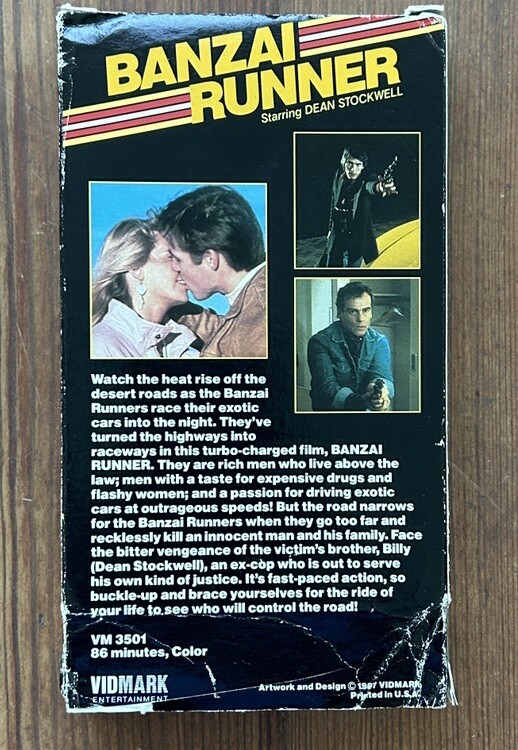 BANZAI
RUNNER
Starring DEAN STOCKWELL
Watch the heat rise off the
desert roads as the Banzai
Runners race their exotic
cars into the night. They've
turned the highways into
raceways in this turbo-charged film, BANZAI
RUNNER. They are rich men who live above the
law; men with a taste for expensive drugs and
flashy women; and a passion for driving exotic
cars at outrageous speeds! But the road narrows
for the Banzai Runners when they go too far and
recklessly kill an innocent man and his family. Face
the bitter vengeance of the victim's brother, Billy
(Dean Stockwell), an ex-cop who is out to serve
his own kind of justice. It's fast-paced action, so
buckle-up and brace yourselves for the ride of
your life to see who will control the road!
VM 3501
86 minutes, Color
VIDMARK
ENTERTAINMENT
Artwork and Design © 1987 VIDMARK
Printed in U.S.A.